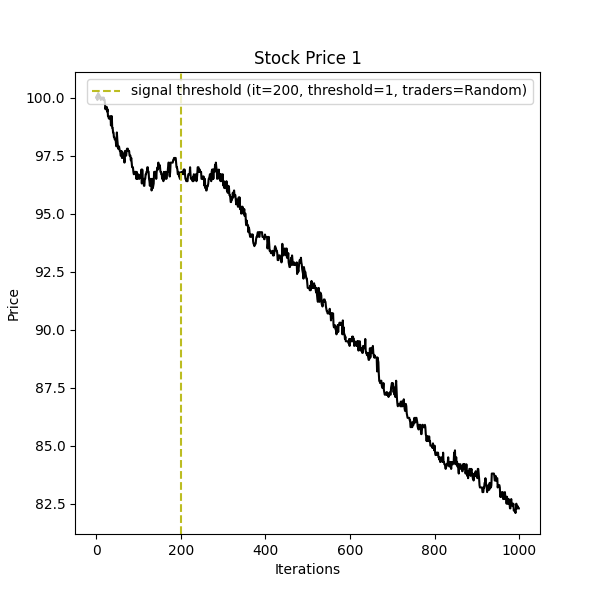 Stock Price 1
signal threshold (it=200, threshold=1, traders=Random)
100.0
97.5
95.0
92.5
90.0
87.5
85.0
82.5
Price
0 200 400 600 800 1000
Iterations